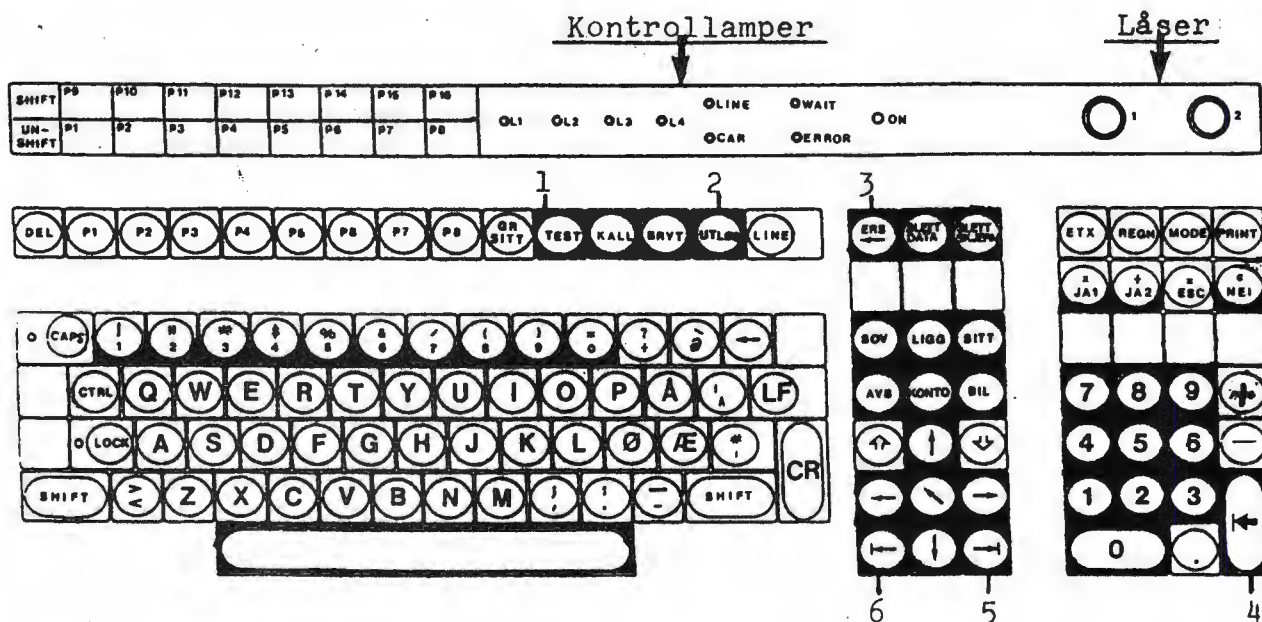 Kontrollamper Låser
SHIFT P9 P10 P11 P12 P13 P14 P15 P16
UN-SHIFT P1 P2 P3 P4 P5 P6 P7 P8
L1 L2 L3 L4 LINE WAIT ON 1 2
CAR ERROR
1 2 3
DEL P1 P2 P3 P4 P5 P6 P7 P8 GR SITT TEST KALL BRYT UTLØS LINE ERS ← SLETT DATA SLETT ETX REGN MODE PRINT
JA1 + JA2 ESC NEI
CAPS ! 1 " 2 3 $ 4 % 5 & 6 / 7 ( 8 ) 9 = 0 ? + @ ← SOV LIGG SITT
CTRL Q W E R T Y U I O P Å LF AVB KONTO BIL 7 8 9
LOCK A S D F G H J K L Ø Æ ⇧ ↑ ⇩ 4 5 6 —
SHIFT > < Z X C V B N M ; , : . — - SHIFT CR ← ↖ → 1 2 3
⇤ ↓ ⇥ 0 .
6 5 4